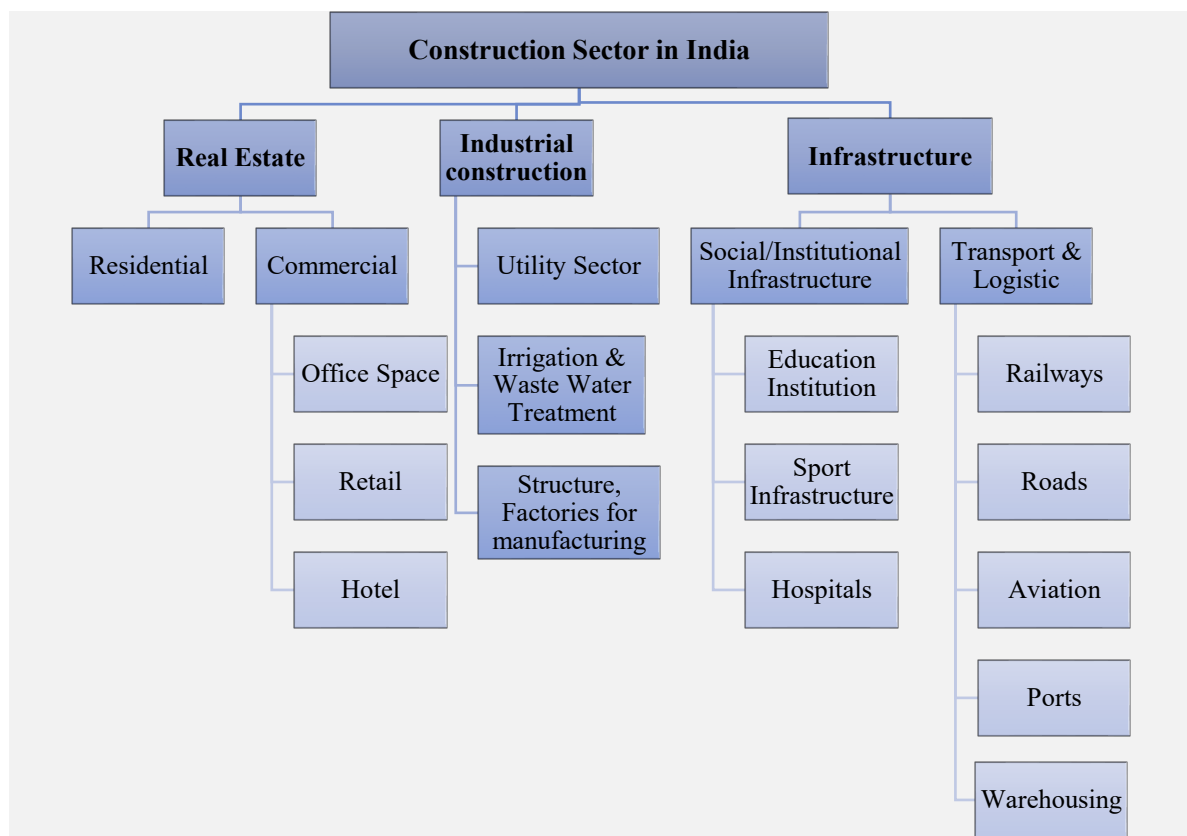 Construction Sector in India
Real Estate
Industrial
construction
Infrastructure
Residential
Commercial
Utility Sector
Social/Institutional
Infrastructure
Transport &
Logistic
Office Space
Irrigation &
Waste Water
Treatment
Education
Institution
Railways
Retail
Structure,
Factories for
manufacturing
Sport
Infrastructure
Roads
Hotel
Hospitals
Aviation
Ports
Warehousing